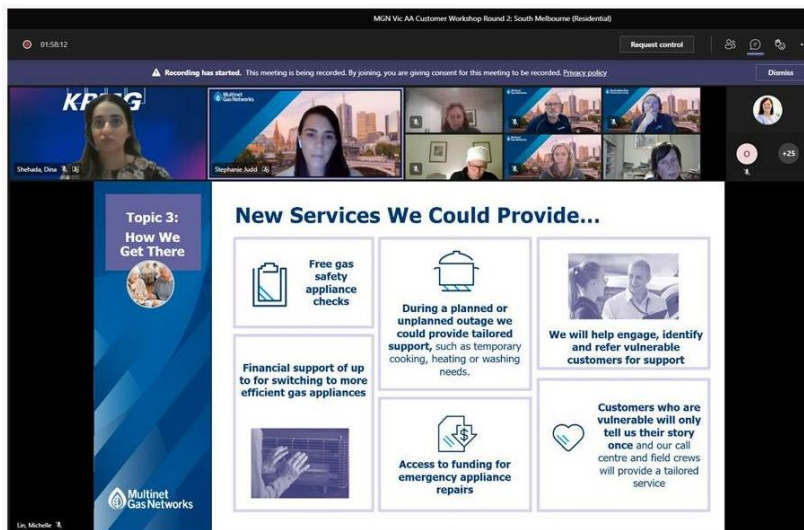 MGN Vic AA Customer Workshop Round 2: South Melbourne (Residential)
01:58:12
Request control
Recording has started. This meeting is being recorded. By joining, you are giving consent for this meeting to be recorded. Privacy policy
Dismiss
KPMG
Shehada, Dina
Multinet
Gas Networks
Stephanie Judd
O
+25
Topic 3:
How We
Get There
New Services We Could Provide...
Free gas
safety
appliance
checks
During a planned or
unplanned outage we
could provide tailored
support, such as temporary
cooking, heating or washing
needs.
We will help engage, identify
and refer vulnerable
customers for support
Financial support of up
to for switching to more
efficient gas appliances
Access to funding for
emergency appliance
repairs
Customers who are
vulnerable will only
tell us their story
once and our call
centre and field crews
will provide a tailored
service
Multinet
Gas Networks
Lin, Michelle